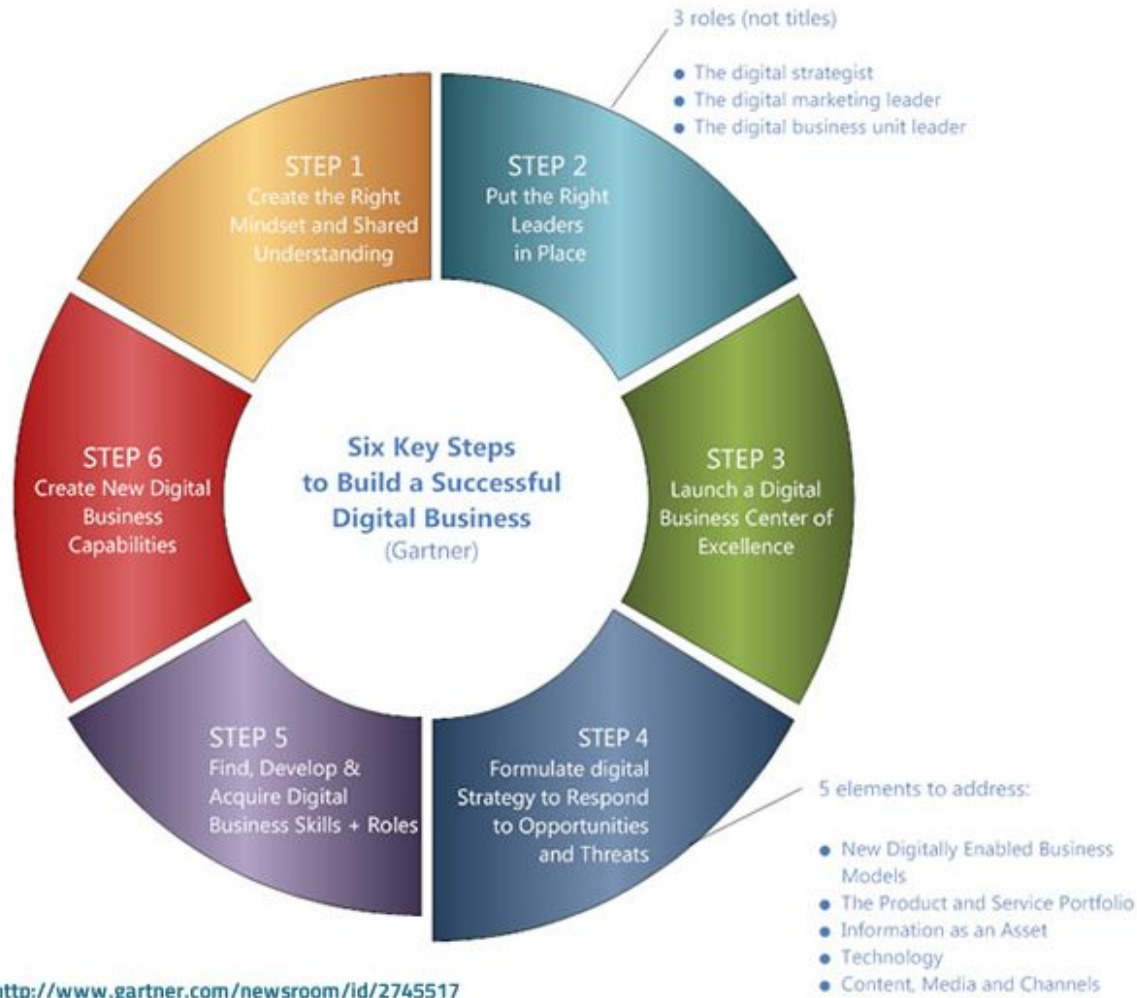 3 roles (not titles)
● The digital strategist
● The digital marketing leader
● The digital business unit leader
STEP 1
Create the Right
Mindset and Shared
Understanding
STEP 2
Put the Right
Leaders
in Place
STEP 3
Launch a Digital
Business Center of
Excellence
STEP 4
Formulate digital
Strategy to Respond
to Opportunities
and Threats
5 elements to address:
● New Digitally Enabled Business
Models
● The Product and Service Portfolio
● Information as an Asset
● Technology
● Content, Media and Channels
STEP 5
Find, Develop &
Acquire Digital
Business Skills + Roles
STEP 6
Create New Digital
Business
Capabilities
Six Key Steps
to Build a Successful
Digital Business
(Gartner)
http://www.gartner.com/newsroom/id/2745517